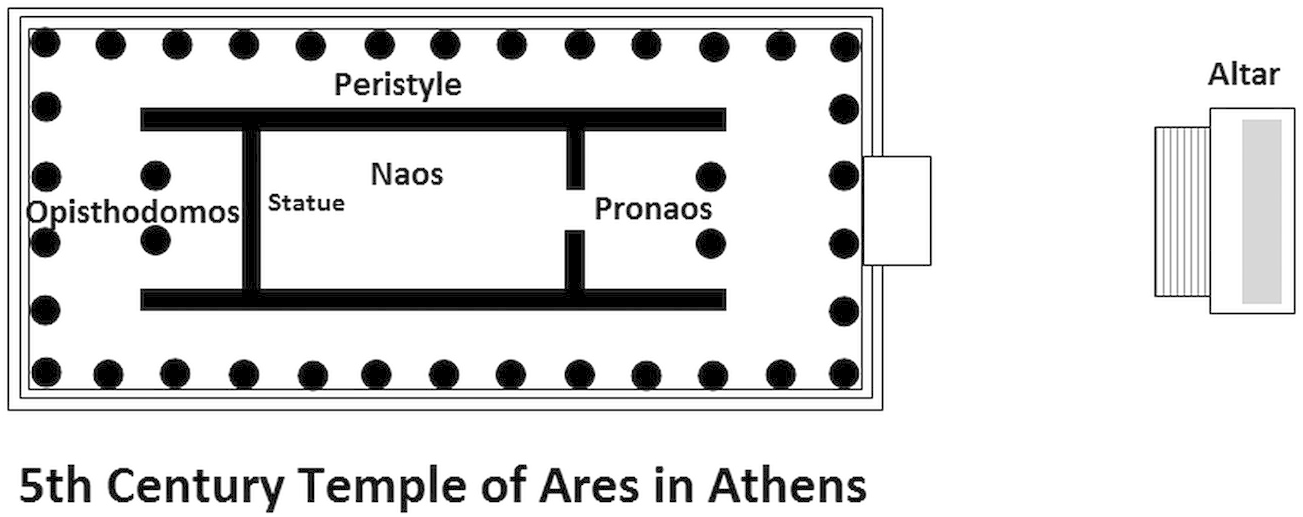 Altar
Peristyle
Naos
Statue
Opisthodomos
Pronaos
5th Century Temple of Ares in Athens